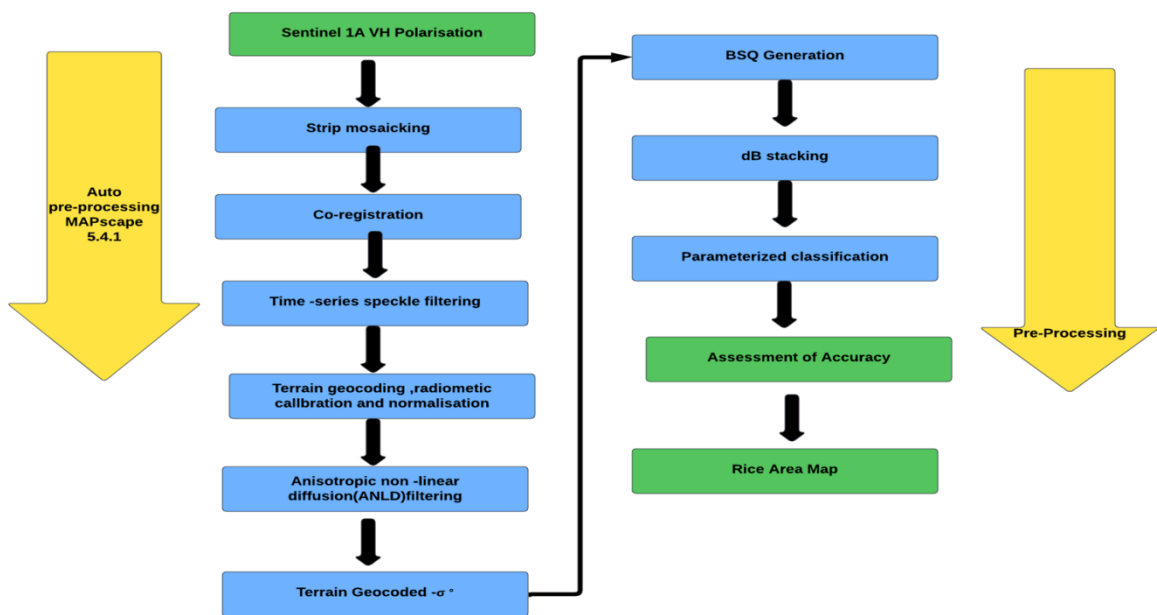 Auto
pre-processing
MAPscape
5.4.1
Sentinel 1A VH Polarisation
Strip mosaicking
Co-registration
Time -series speckle filtering
Terrain geocoding ,radiometic
callbration and normalisation
Anisotropic non -linear
diffusion(ANLD)filtering
Terrain Geocoded -σ °
BSQ Generation
dB stacking
Parameterized classification
Assessment of Accuracy
Rice Area Map
Pre-Processing